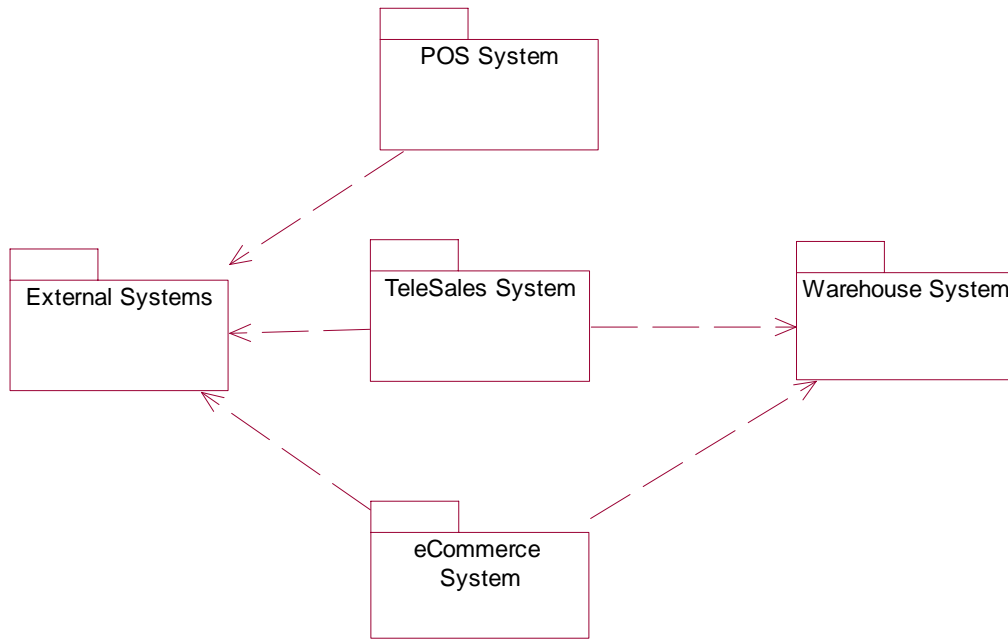 POS System
External Systems
TeleSales System
Warehouse System
eCommerce
System